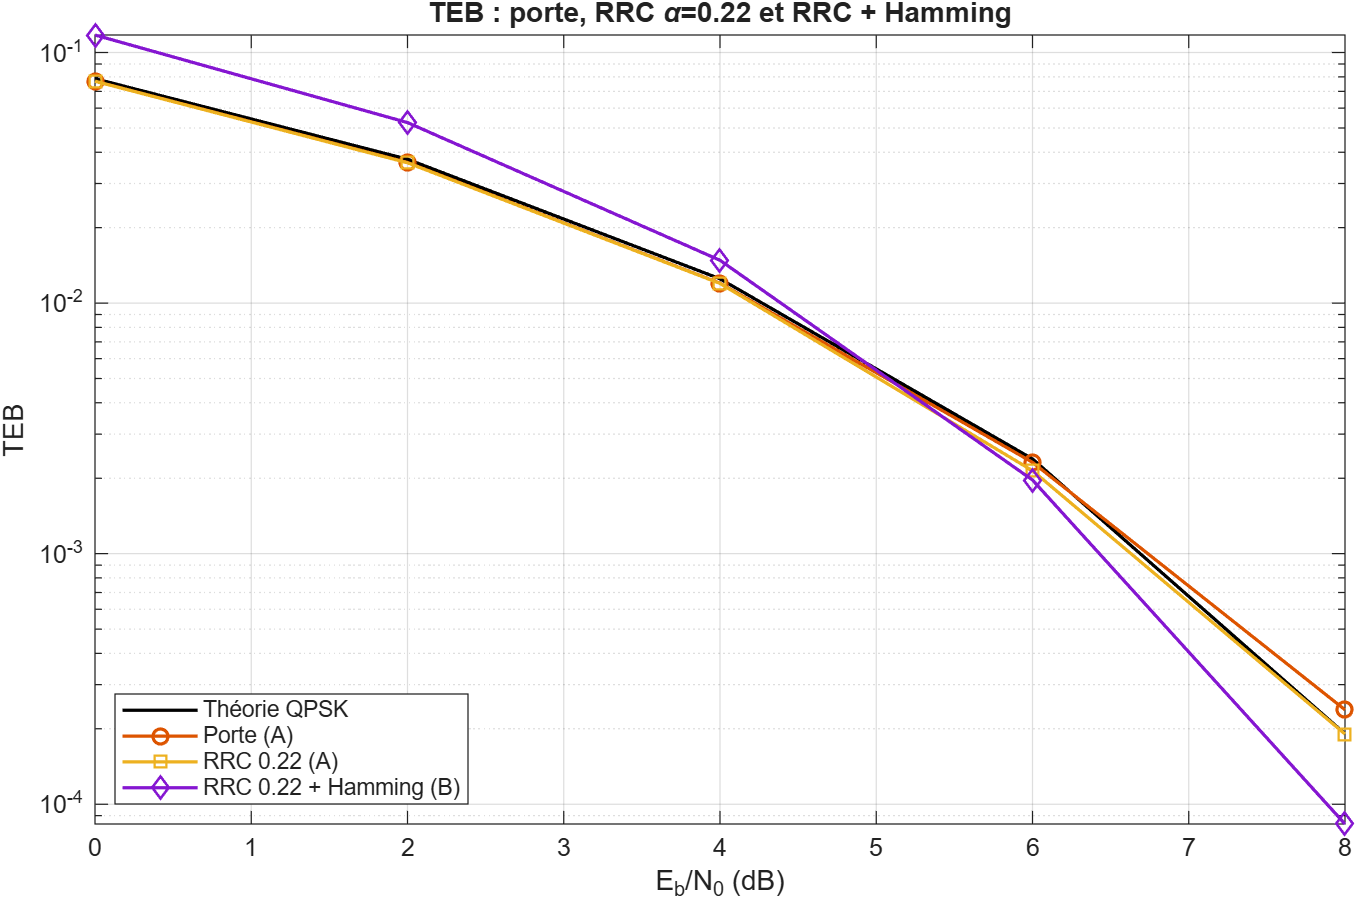 TEB : porte, RRC α=0.22 et RRC + Hamming
10⁻¹
10⁻²
10⁻³
10⁻⁴
TEB
Théorie QPSK
Porte (A)
RRC 0.22 (A)
RRC 0.22 + Hamming (B)
0 1 2 3 4 5 6 7 8
E_b/N_0 (dB)